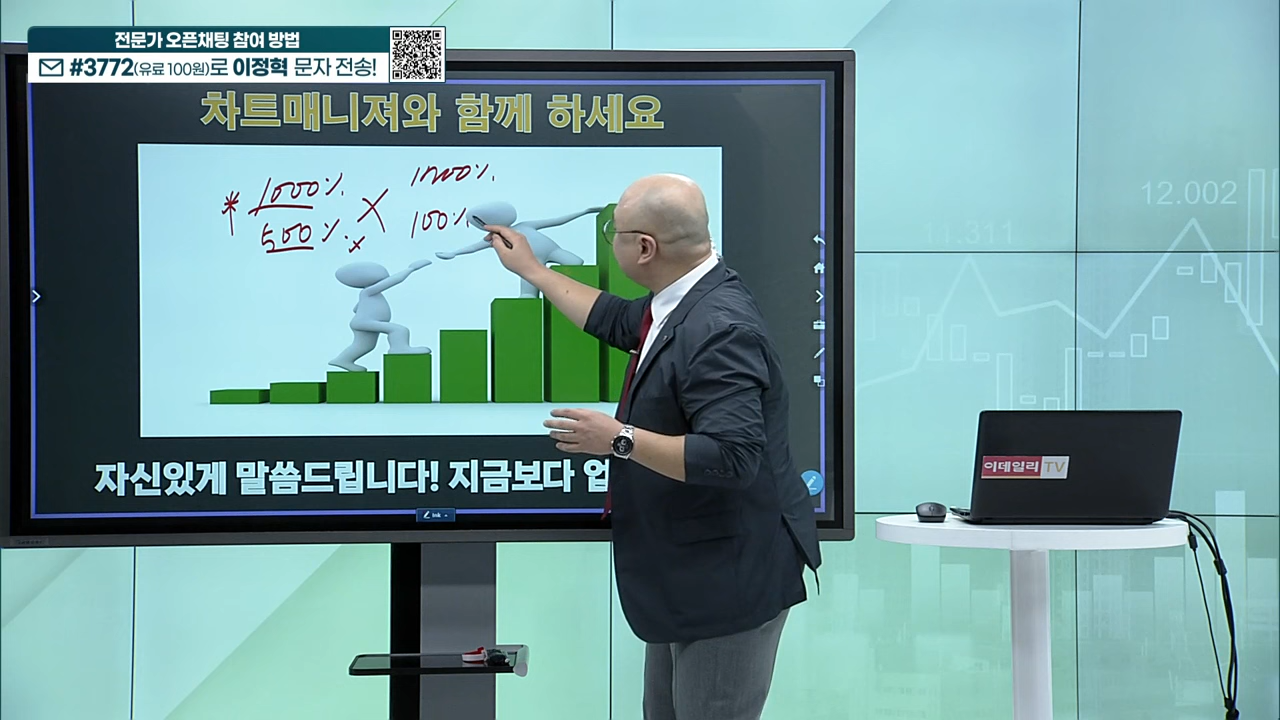 전문가 오픈채팅 참여 방법
#3772(유료 100원)로 이정혁 문자 전송!
차트매니져와 함께 하세요
* 1000% X 1000%
500% x 100%
12.002
11.311
자신있게 말씀드립니다! 지금보다 업
Ink
이데일리 TV